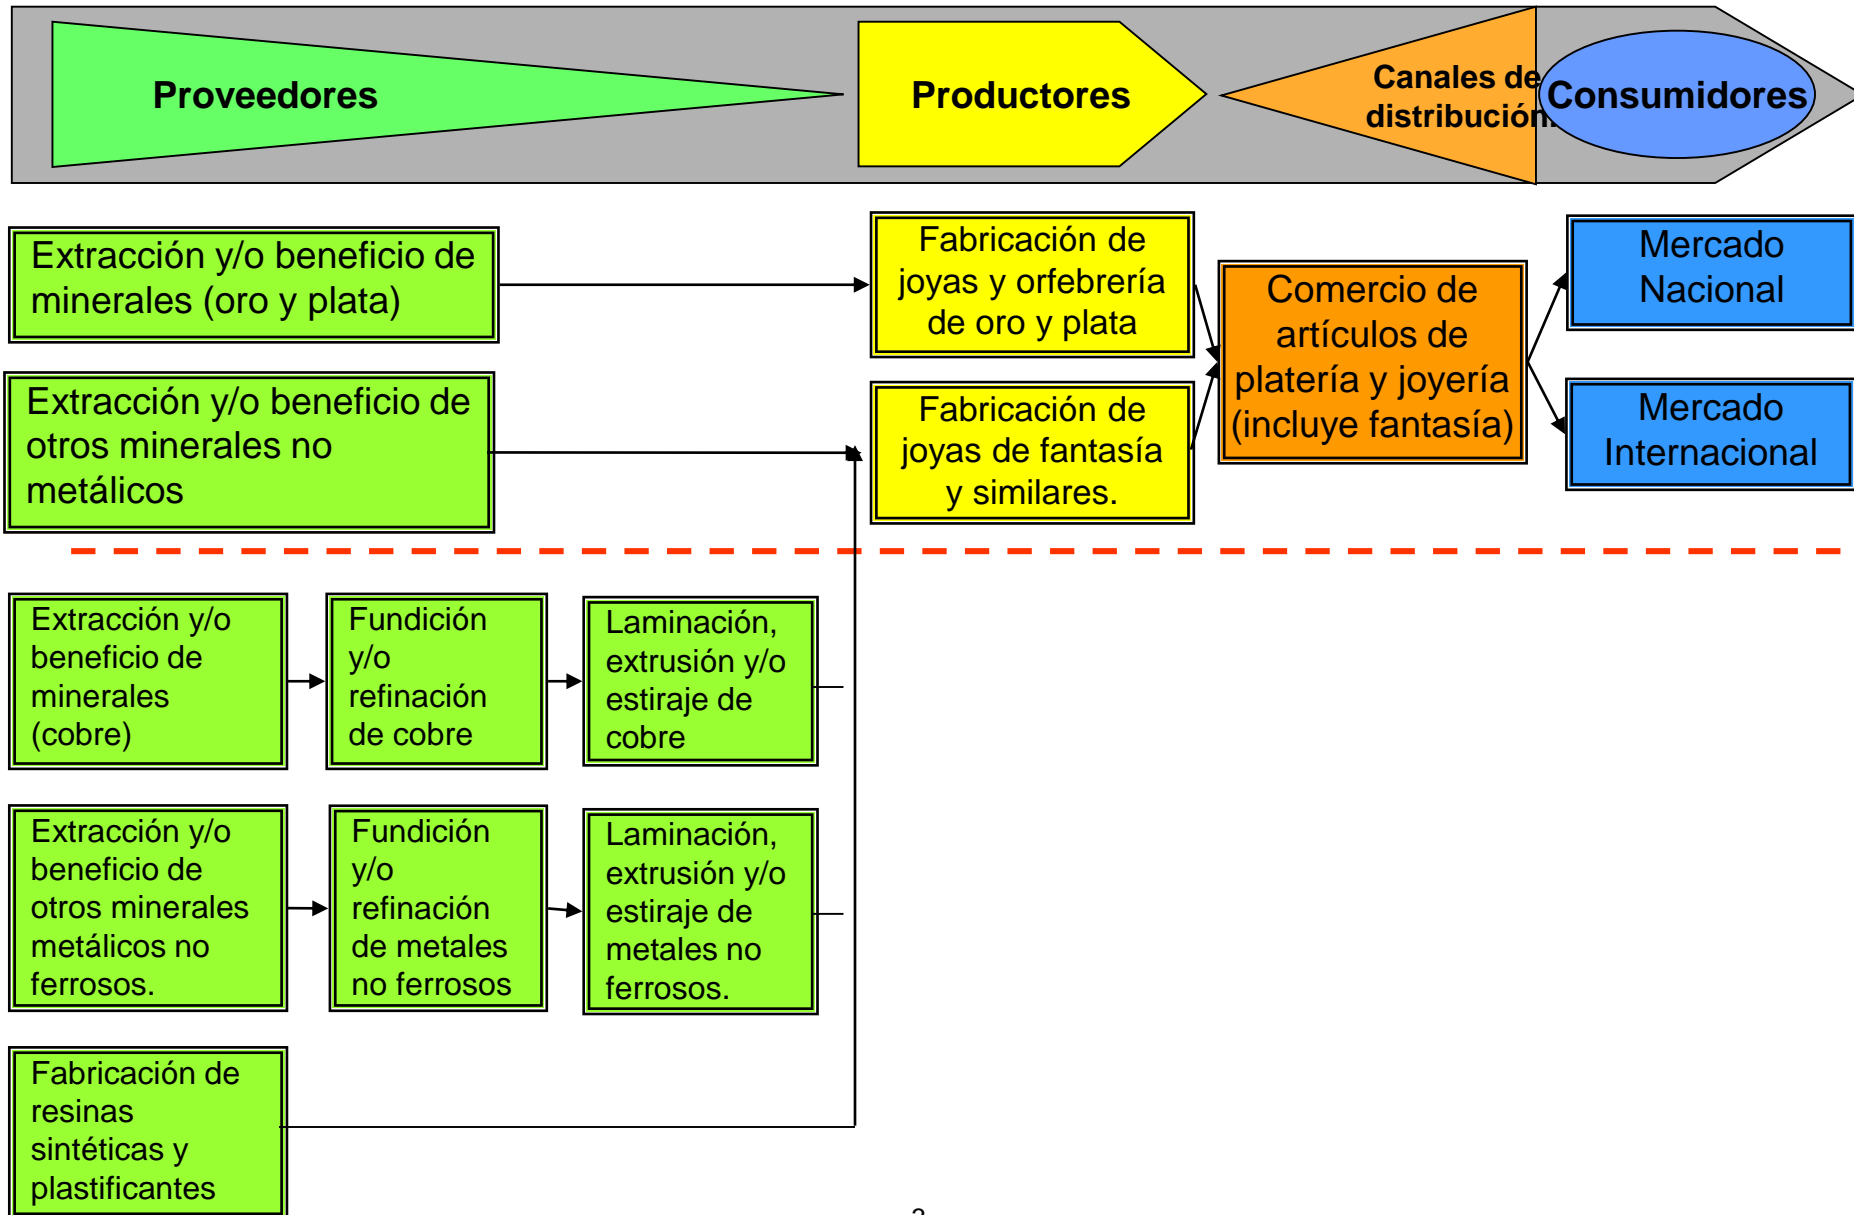 Proveedores
Productores
Canales de
distribución.
Consumidores
Extracción y/o beneficio de
minerales (oro y plata)
Fabricación de
joyas y orfebrería
de oro y plata
Comercio de
artículos de
platería y joyería
(incluye fantasía)
Mercado
Nacional
Extracción y/o beneficio de
otros minerales no
metálicos
Fabricación de
joyas de fantasía
y similares.
Mercado
Internacional
Extracción y/o
beneficio de
minerales
(cobre)
Fundición
y/o
refinación
de cobre
Laminación,
extrusión y/o
estiraje de
cobre
Extracción y/o
beneficio de
otros minerales
metálicos no
ferrosos.
Fundición
y/o
refinación
de metales
no ferrosos
Laminación,
extrusión y/o
estiraje de
metales no
ferrosos.
Fabricación de
resinas
sintéticas y
plastificantes